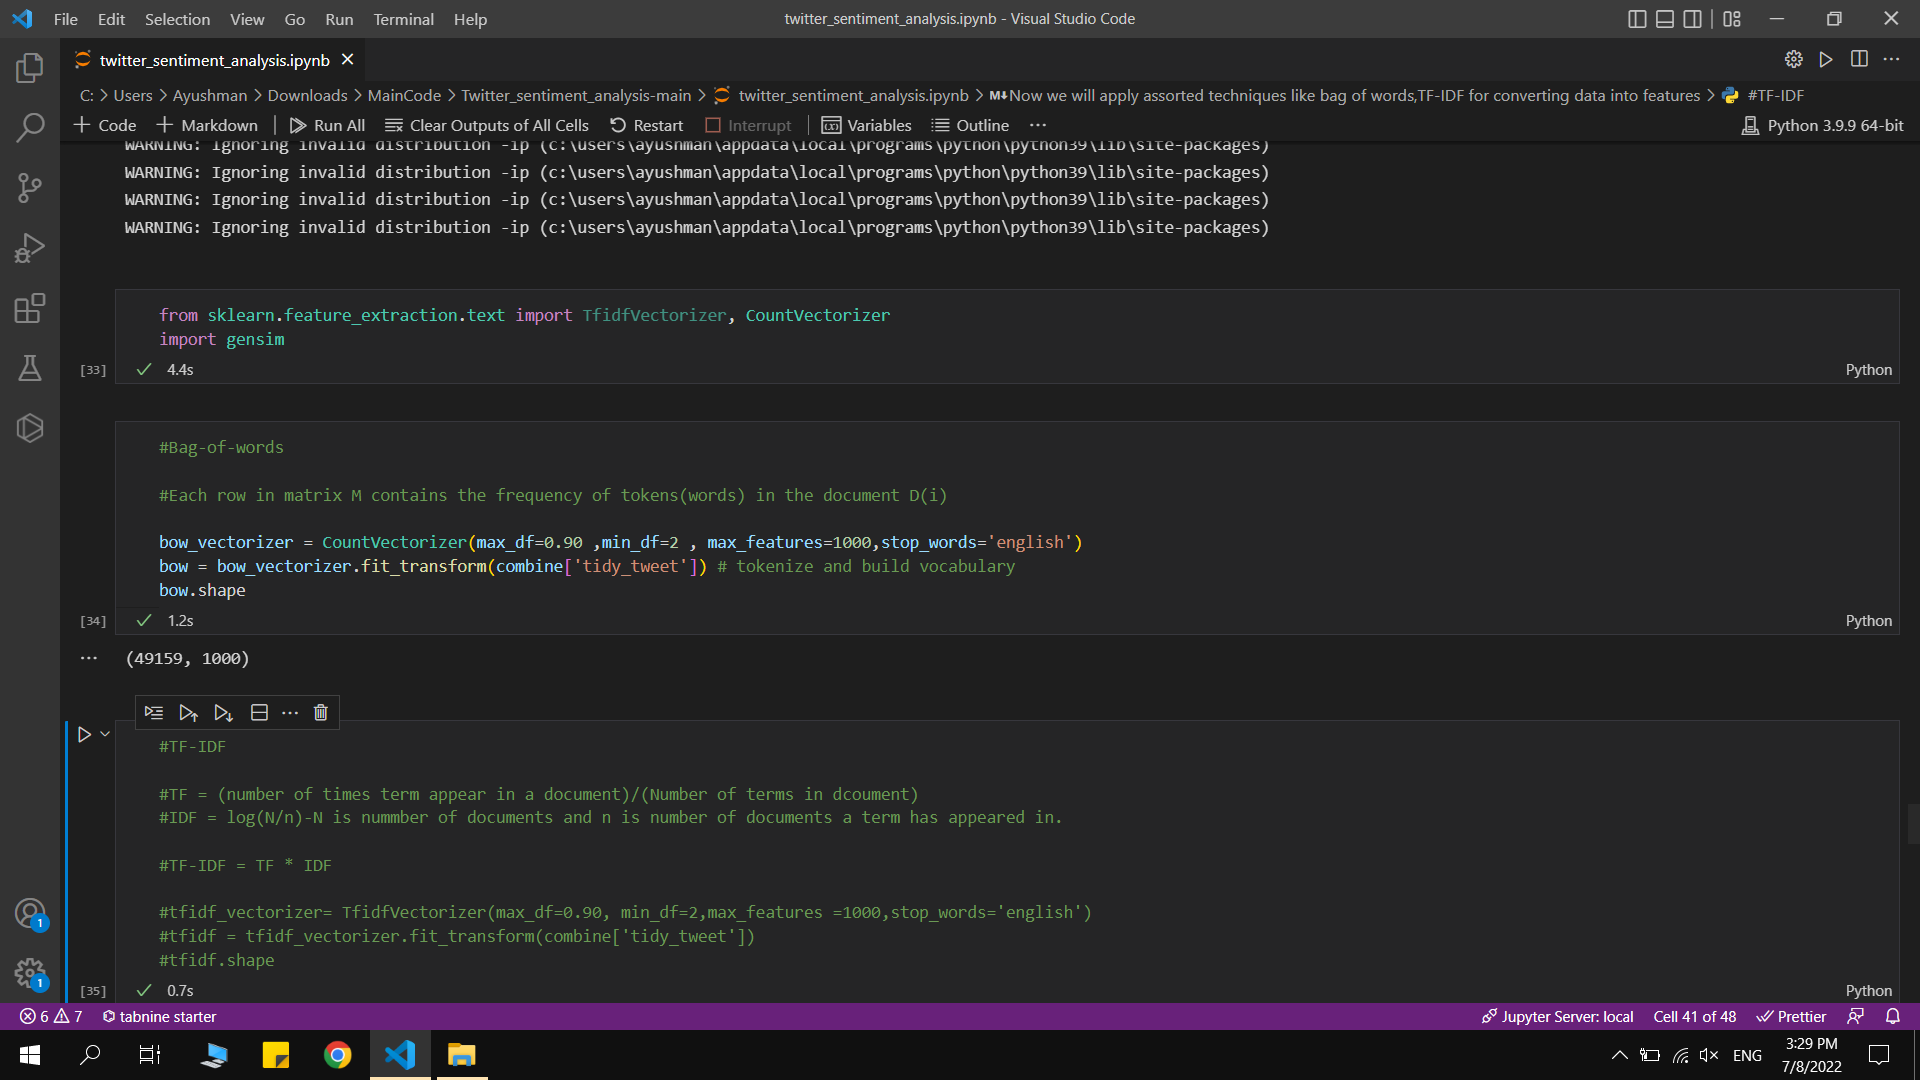 File Edit Selection View Go Run Terminal Help
twitter_sentiment_analysis.ipynb - Visual Studio Code
twitter_sentiment_analysis.ipynb
C: > Users > Ayushman > Downloads > MainCode > Twitter_sentiment_analysis-main > twitter_sentiment_analysis.ipynb > M↓Now we will apply assorted techniques like bag of words,TF-IDF for converting data into features > #TF-IDF
+ Code + Markdown | Run All Clear Outputs of All Cells Restart Interrupt | Variables Outline ... Python 3.9.9 64-bit
WARNING: Ignoring invalid distribution -ip (c:\users\ayushman\appdata\local\programs\python\python39\lib\site-packages)
WARNING: Ignoring invalid distribution -ip (c:\users\ayushman\appdata\local\programs\python\python39\lib\site-packages)
WARNING: Ignoring invalid distribution -ip (c:\users\ayushman\appdata\local\programs\python\python39\lib\site-packages)
WARNING: Ignoring invalid distribution -ip (c:\users\ayushman\appdata\local\programs\python\python39\lib\site-packages)
from sklearn.feature_extraction.text import TfidfVectorizer, CountVectorizer
import gensim
[33] 4.4s Python
#Bag-of-words
#Each row in matrix M contains the frequency of tokens(words) in the document D(i)
bow_vectorizer = CountVectorizer(max_df=0.90 ,min_df=2 , max_features=1000,stop_words='english')
bow = bow_vectorizer.fit_transform(combine['tidy_tweet']) # tokenize and build vocabulary
bow.shape
[34] 1.2s Python
... (49159, 1000)
#TF-IDF
#TF = (number of times term appear in a document)/(Number of terms in dcoument)
#IDF = log(N/n)-N is nummber of documents and n is number of documents a term has appeared in.
#TF-IDF = TF * IDF
#tfidf_vectorizer= TfidfVectorizer(max_df=0.90, min_df=2,max_features =1000,stop_words='english')
#tfidf = tfidf_vectorizer.fit_transform(combine['tidy_tweet'])
#tfidf.shape
[35] 0.7s Python
1
1
6 7 tabnine starter Jupyter Server: local Cell 41 of 48 Prettier
ENG
3:29 PM
7/8/2022